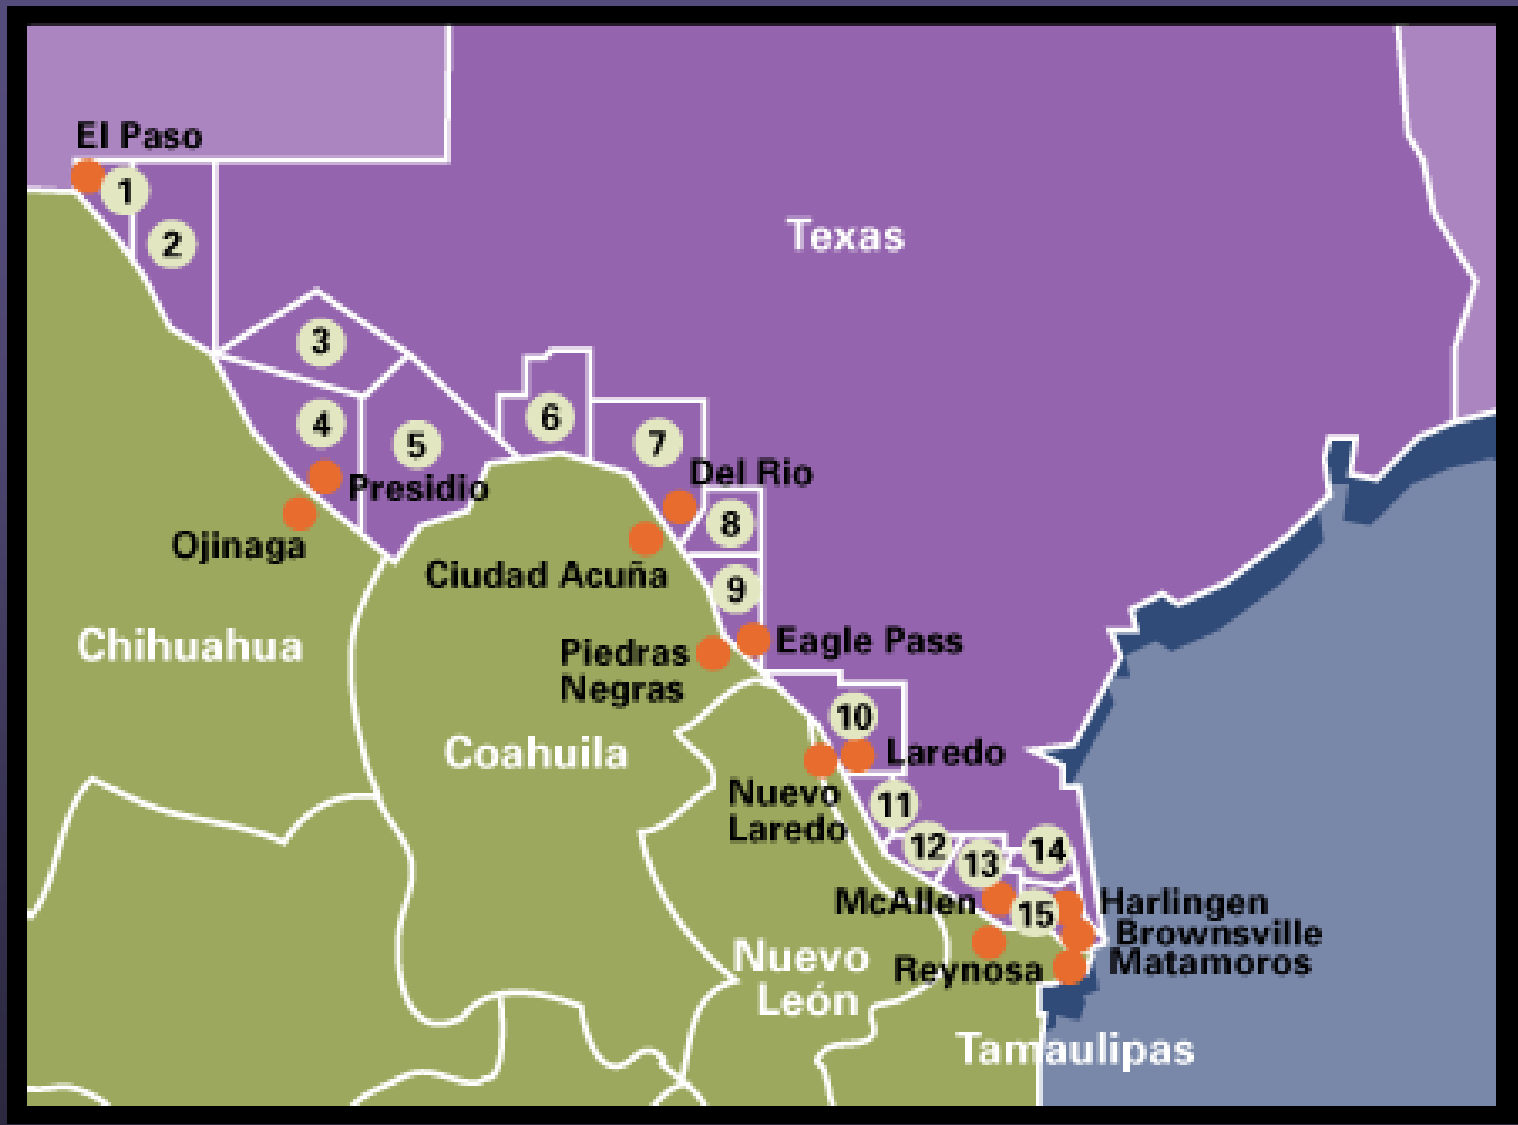 El Paso
1
2
Texas
3
4
5
6
7
Presidio
Del Rio
Ojinaga
8
Ciudad Acuña
9
Chihuahua
Piedras
Negras
Eagle Pass
10
Coahuila
Laredo
Nuevo
Laredo
11
12
13
14
McAllen
15
Harlingen
Brownsville
Matamoros
Reynosa
Nuevo
León
Tamaulipas